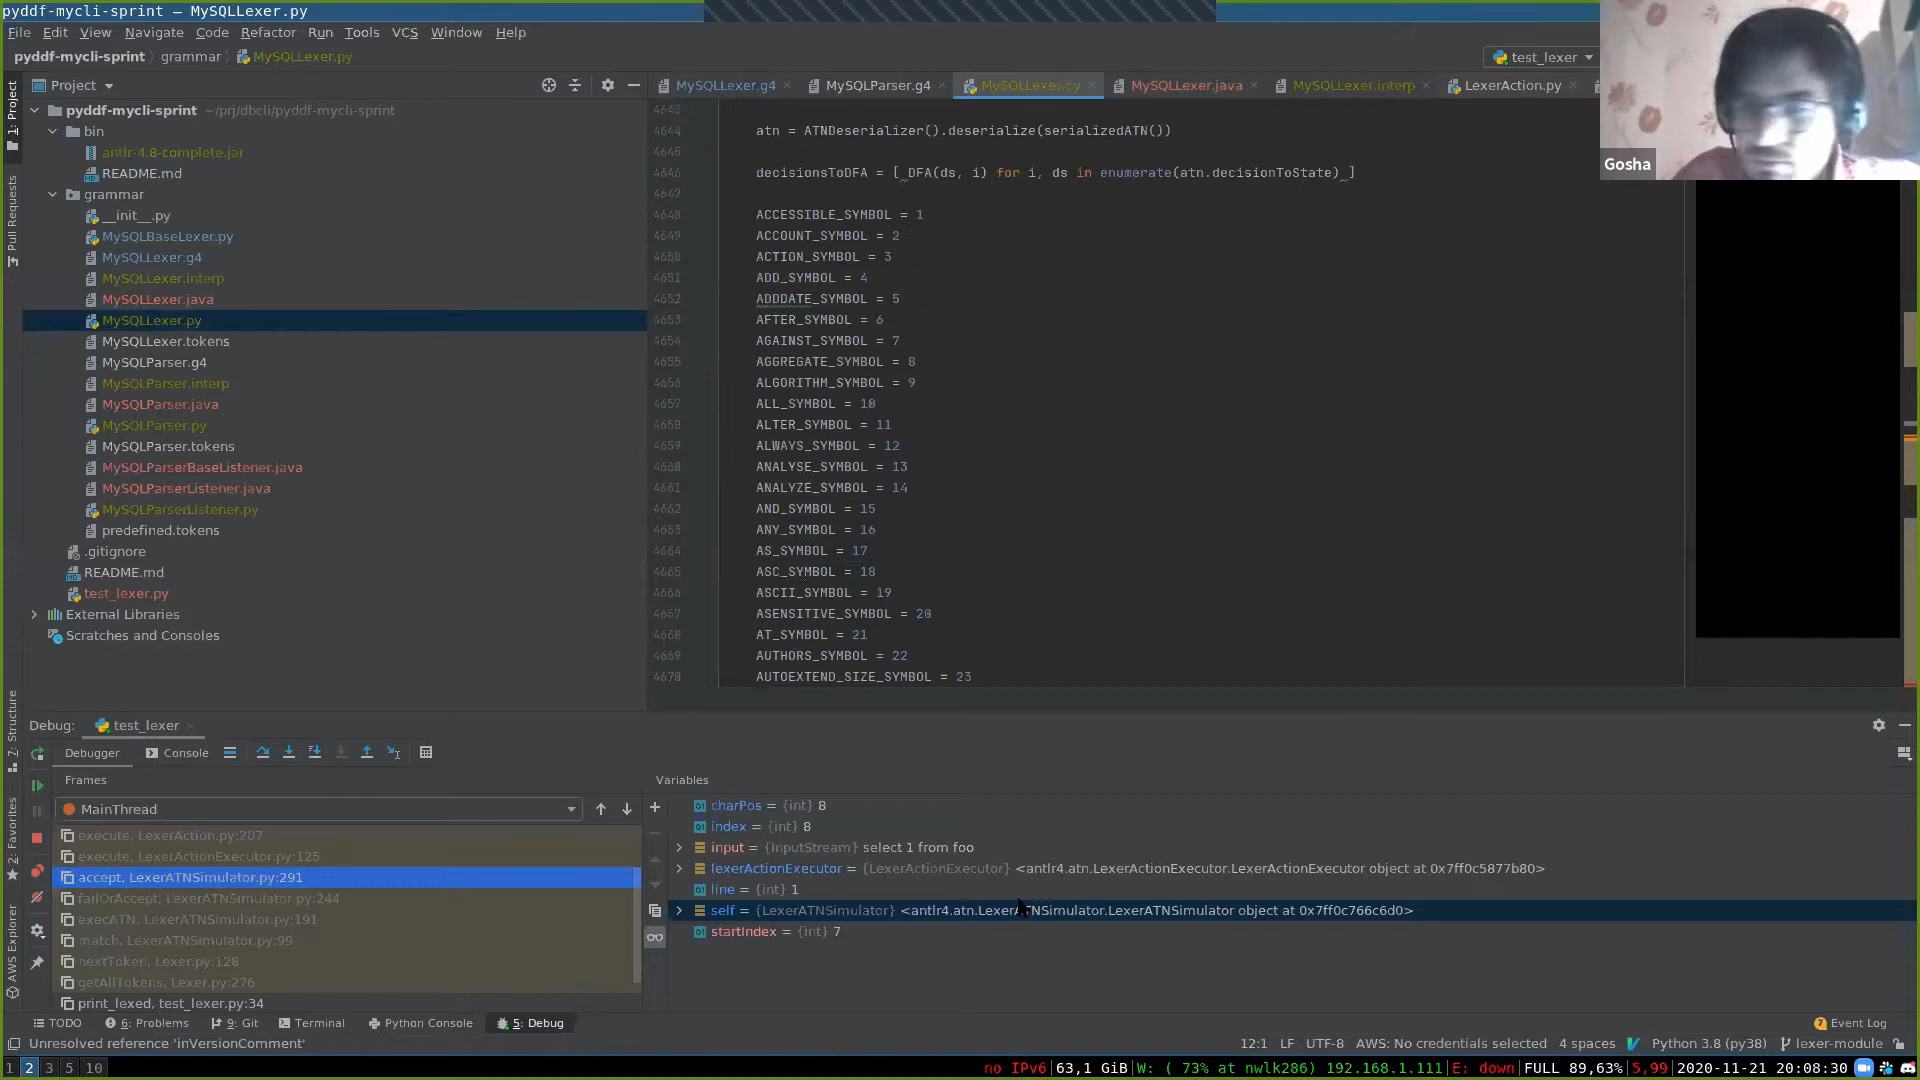 pyddf-mycli-sprint – MySQLLexer.py
File Edit View Navigate Code Refactor Run Tools VCS Window Help
pyddf-mycli-sprint grammar MySQLLexer.py
test_lexer
Project
MySQLLexer.g4 MySQLParser.g4 MySQLLexer.py MySQLLexer.java MySQLLexer.interp LexerAction.py
Gosha
1: Project
Pull Requests
7: Structure
2: Favorites
AWS Explorer
pyddf-mycli-sprint ~/prj/dbcli/pyddf-mycli-sprint
bin
antlr-4.8-complete.jar
README.md
grammar
__init__.py
MySQLBaseLexer.py
MySQLLexer.g4
MySQLLexer.interp
MySQLLexer.java
MySQLLexer.py
MySQLLexer.tokens
MySQLParser.g4
MySQLParser.interp
MySQLParser.java
MySQLParser.py
MySQLParser.tokens
MySQLParserBaseListener.java
MySQLParserListener.java
MySQLParserListener.py
predefined.tokens
.gitignore
README.md
test_lexer.py
External Libraries
Scratches and Consoles
4643
4644 atn = ATNDeserializer().deserialize(serializedATN())
4645
4646 decisionsToDFA = [ DFA(ds, i) for i, ds in enumerate(atn.decisionToState) ]
4648 ACCESSIBLE_SYMBOL = 1
4649 ACCOUNT_SYMBOL = 2
4650 ACTION_SYMBOL = 3
4651 ADD_SYMBOL = 4
4652 ADDDATE_SYMBOL = 5
4653 AFTER_SYMBOL = 6
4654 AGAINST_SYMBOL = 7
4655 AGGREGATE_SYMBOL = 8
4656 ALGORITHM_SYMBOL = 9
4657 ALL_SYMBOL = 10
4658 ALTER_SYMBOL = 11
4659 ALWAYS_SYMBOL = 12
4660 ANALYSE_SYMBOL = 13
4661 ANALYZE_SYMBOL = 14
4662 AND_SYMBOL = 15
4663 ANY_SYMBOL = 16
4664 AS_SYMBOL = 17
4665 ASC_SYMBOL = 18
4666 ASCII_SYMBOL = 19
4667 ASENSITIVE_SYMBOL = 20
4668 AT_SYMBOL = 21
4669 AUTHORS_SYMBOL = 22
4670 AUTOEXTEND_SIZE_SYMBOL = 23
Debug: test_lexer
Debugger Console
Frames
Variables
MainThread
execute, LexerAction.py:207
execute, LexerActionExecutor.py:125
accept, LexerATNSimulator.py:291
failOrAccept, LexerATNSimulator.py:244
execATN, LexerATNSimulator.py:191
match, LexerATNSimulator.py:99
nextToken, Lexer.py:128
getAllTokens, Lexer.py:276
print_lexed, test_lexer.py:34
charPos = {int} 8
index = {int} 8
input = {InputStream} select 1 from foo
lexerActionExecutor = {LexerActionExecutor} <antlr4.atn.LexerActionExecutor.LexerActionExecutor object at 0x7ff0c5877b80>
line = {int} 1
self = {LexerATNSimulator} <antlr4.atn.LexerATNSimulator.LexerATNSimulator object at 0x7ff0c766c6d0>
startIndex = {int} 7
TODO 6: Problems 9: Git Terminal Python Console 5: Debug 7 Event Log
Unresolved reference 'inVersionComment' 12:1 LF UTF-8 AWS: No credentials selected 4 spaces Python 3.8 (py38) lexer-module
1 2 3 5 10 no IPv6 63,1 GiB W: ( 73% at nwlk286) 192.168.1.111 E: down FULL 89,63% 5,99 2020-11-21 20:08:30